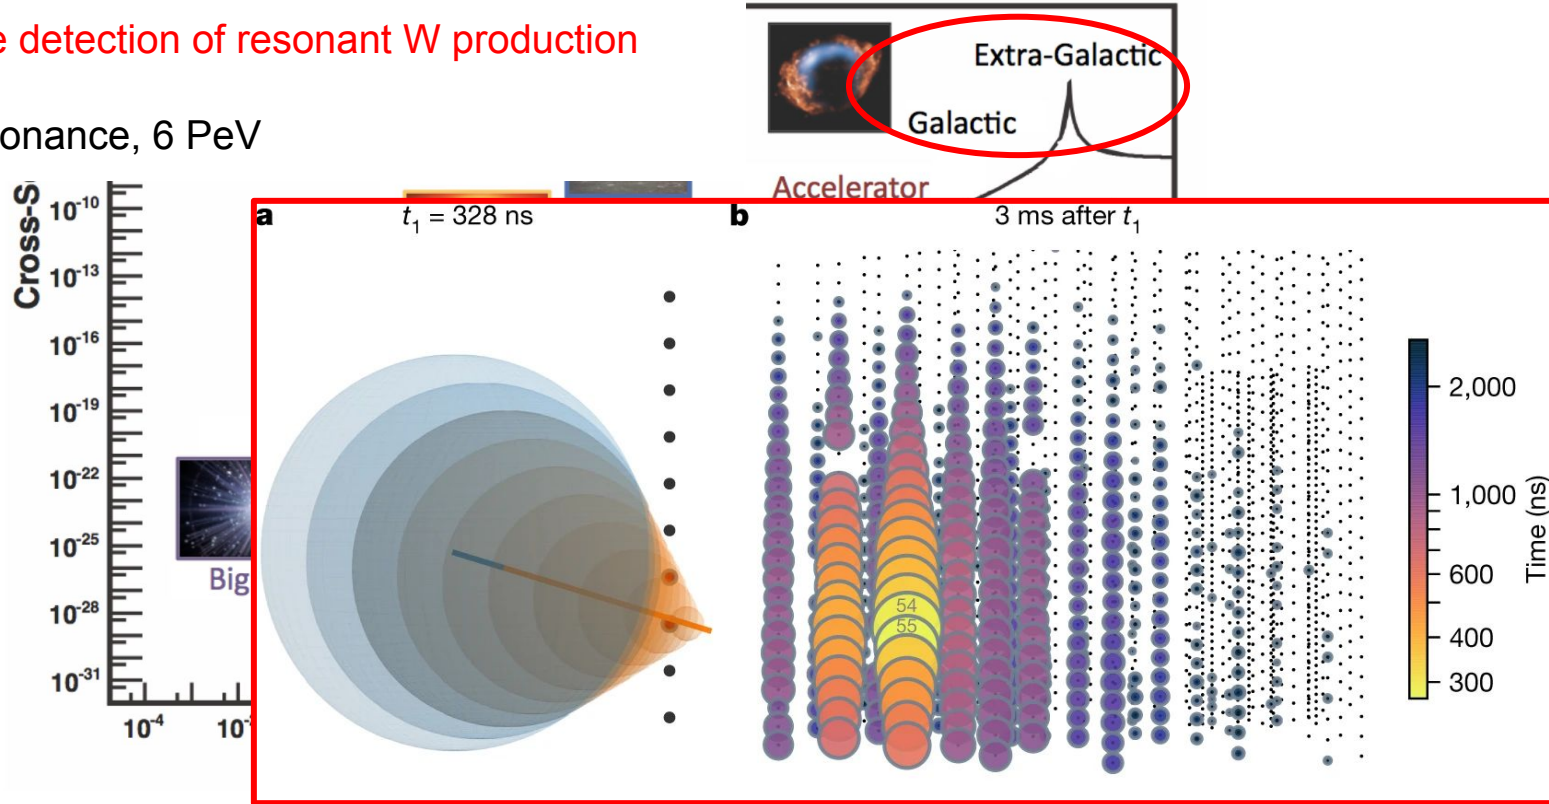 detection of resonant W production
Extra-Galactic
Galactic
6 PeV
Accelerator
a
t1 = 328 ns
b
3 ms after t1
10-10
10-13
10-16
10-19
10-22
10-25
10-28
10-31
10-4
Big
54
55
2,000
1,000
600
400
300
Time (ns)